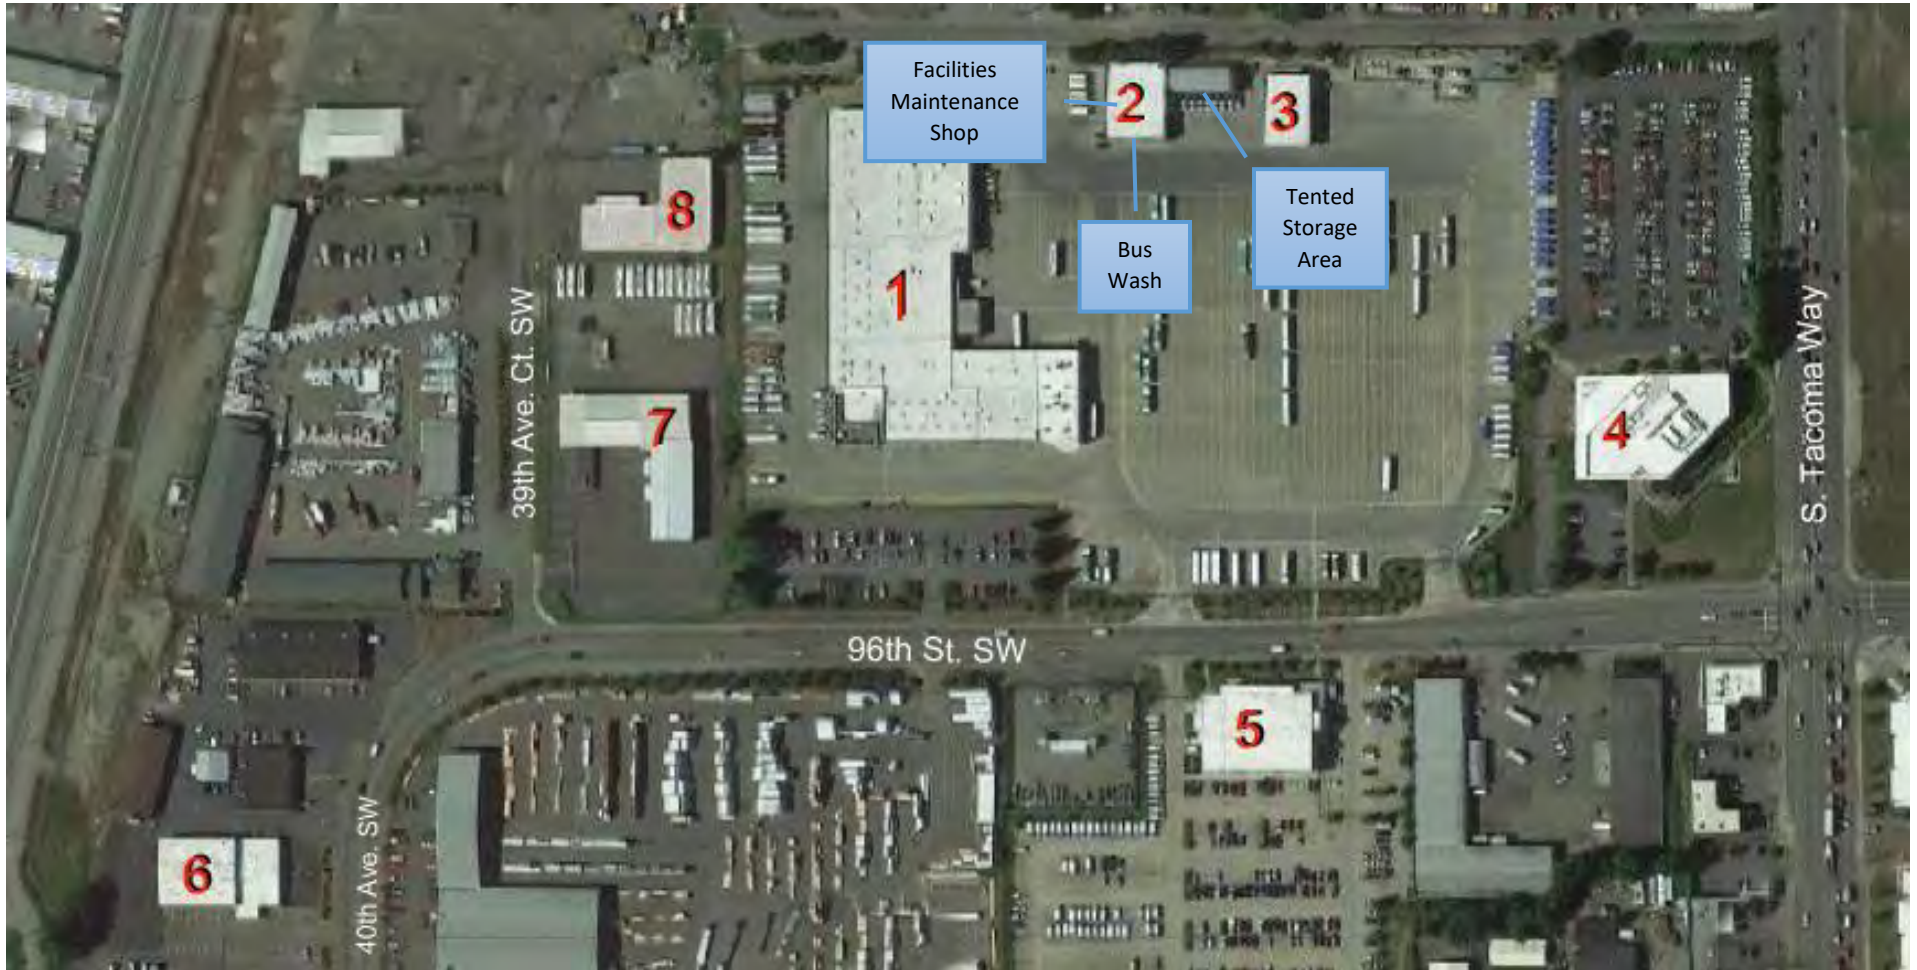 Facilities
Maintenance
Shop
2
3
Tented
Storage
Area
Bus
Wash
8
1
39th Ave. Ct. SW
7
4
S. Tacoma Way
96th St. SW
5
6
40th Ave. SW